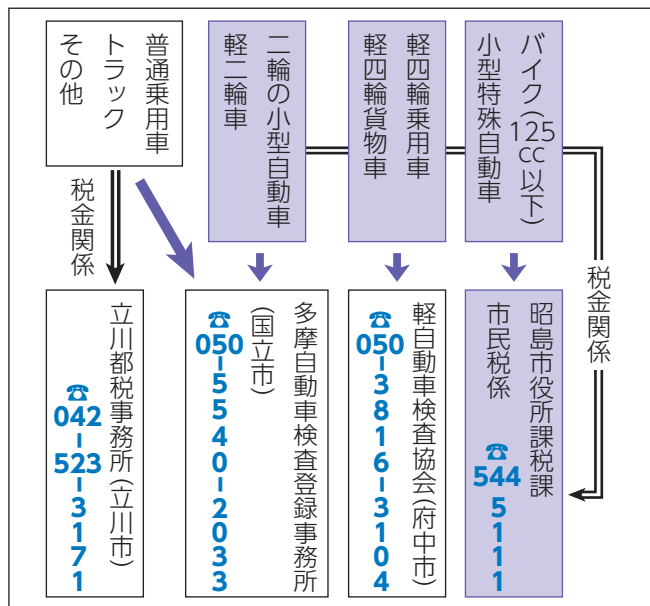 バイク(125cc以下)
小型特殊自動車
軽四輪乗用車
軽四輪貨物車
二輪の小型自動車
軽二輪車
普通乗用車
トラック
その他
税金関係
税金関係
昭島市役所課税課
市民税係
☎544-5111
軽自動車検査協会(府中市)
☎050-3816-3104
多摩自動車検査登録事務所
(国立市)
☎050-5540-2033
立川都税事務所(立川市)
☎042-523-3171